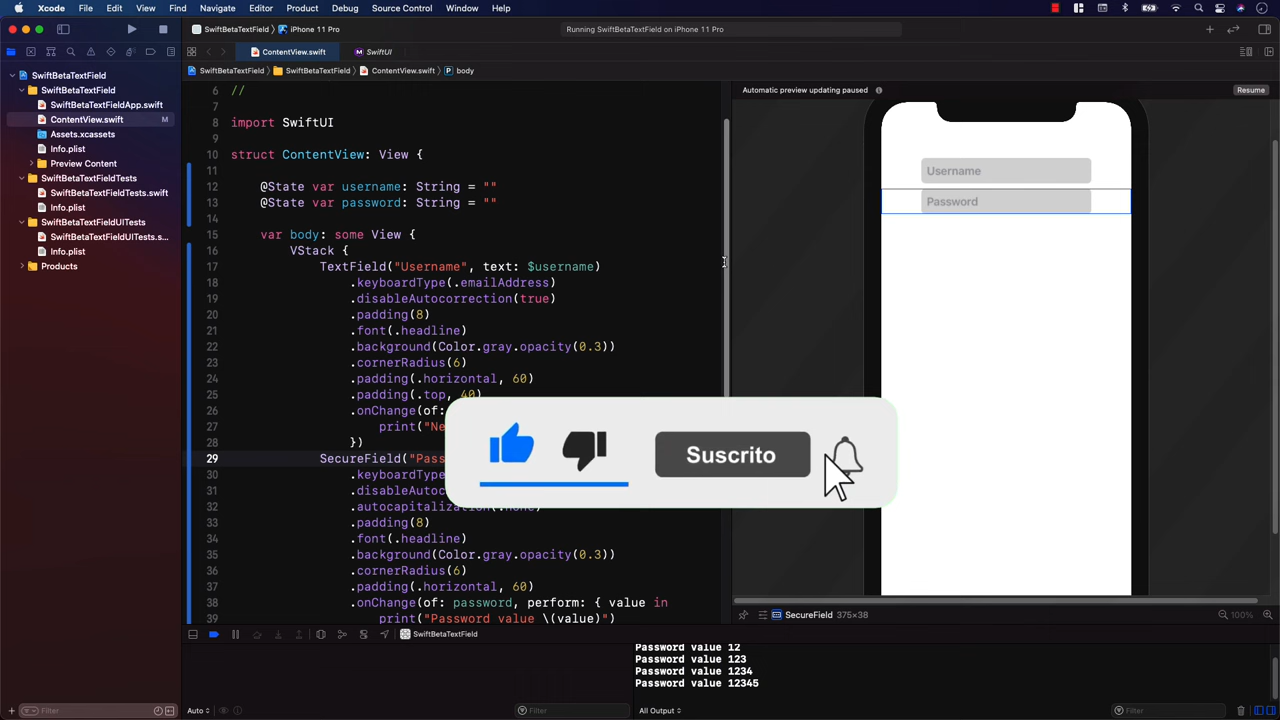 Xcode File Edit View Find Navigate Editor Product Debug Source Control Window Help
SwiftBetaTextField iPhone 11 Pro
Running SwiftBetaTextField on iPhone 11 Pro
ContentView.swift SwiftUI
SwiftBetaTextField SwiftBetaTextField ContentView.swift body
SwiftBetaTextField
SwiftBetaTextField
SwiftBetaTextFieldApp.swift
ContentView.swift M
Assets.xcassets
Info.plist
Preview Content
SwiftBetaTextFieldTests
SwiftBetaTextFieldTests.swift
Info.plist
SwiftBetaTextFieldUITests
SwiftBetaTextFieldUITests.s...
Info.plist
Products
Filter
6 //
7
8 import SwiftUI
9
10 struct ContentView: View {
11
12 @State var username: String = ""
13 @State var password: String = ""
14
15 var body: some View {
16 VStack {
17 TextField("Username", text: $username)
18 .keyboardType(.emailAddress)
19 .disableAutocorrection(true)
20 .padding(8)
21 .font(.headline)
22 .background(Color.gray.opacity(0.3))
23 .cornerRadius(6)
24 .padding(.horizontal, 60)
25 .padding(.top, 40)
26 .onChange(of:
27 print("Ne
28 })
29 SecureField("Pass
30 .keyboardType
31 .disableAuto
32 .autocapitalization(.none)
33 .padding(8)
34 .font(.headline)
35 .background(Color.gray.opacity(0.3))
36 .cornerRadius(6)
37 .padding(.horizontal, 60)
38 .onChange(of: password, perform: { value in
39 print("Password value \(value)")
Suscrito
Automatic preview updating paused Resume
Username
Password
SecureField 375×38
100%
SwiftBetaTextField
Password value 12
Password value 123
Password value 1234
Password value 12345
Auto Filter All Output Filter